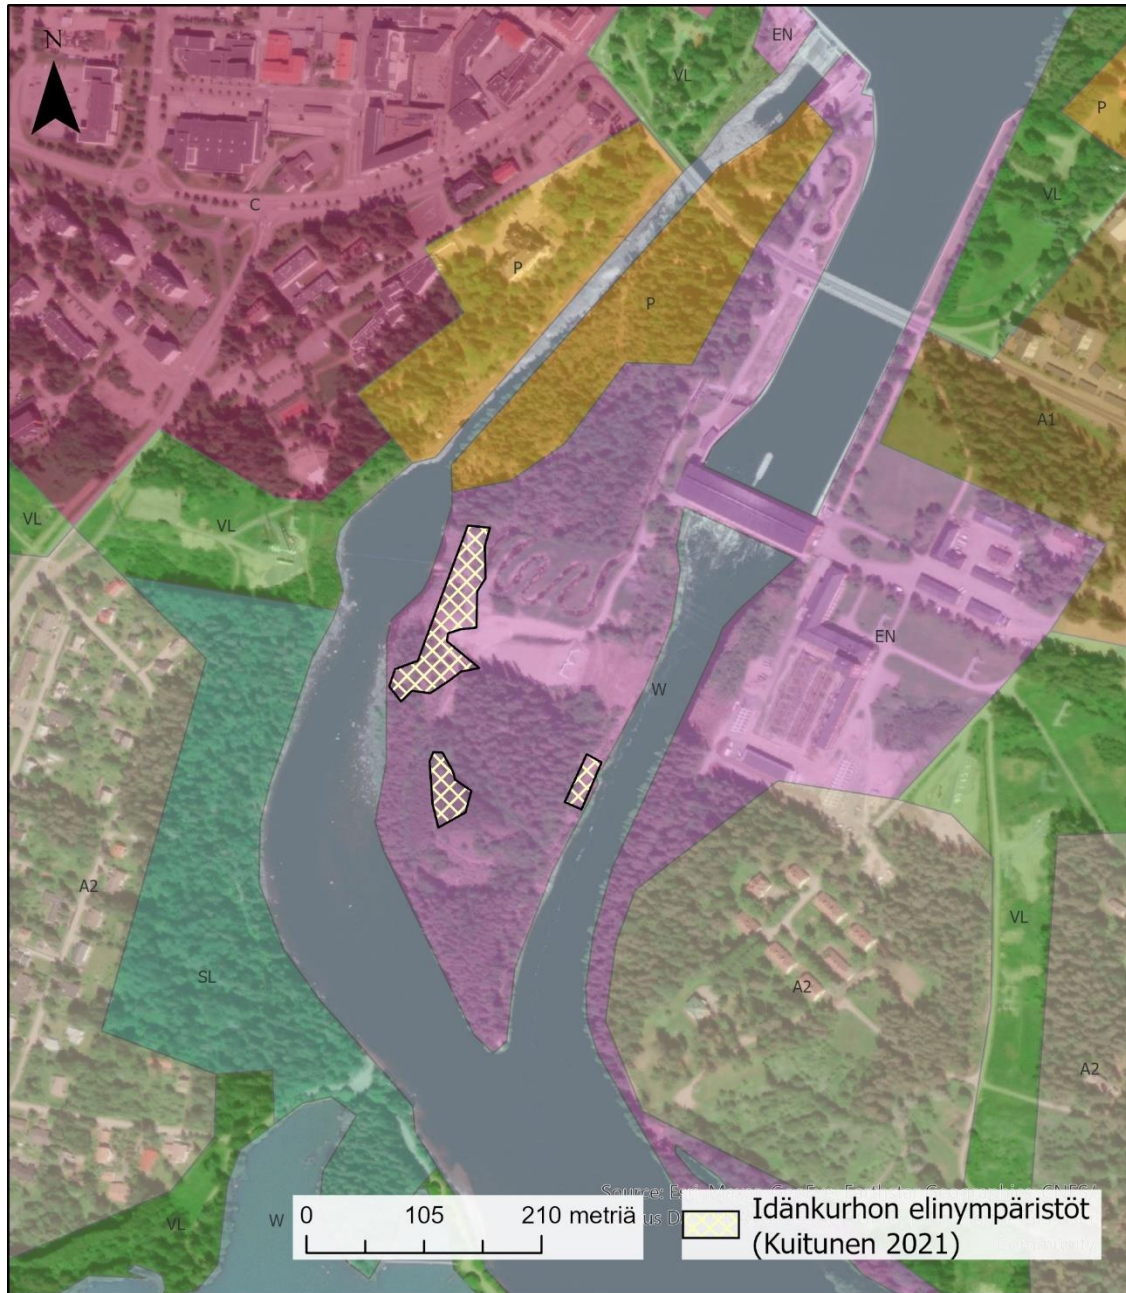 N
EN
VL
P
VL
C
P
P
A1
VL
VL
EN
W
A2
VL
SL
A2
A2
VL
W
0 105 210 metriä
Source:
Idänkurhon elinympäristöt
(Kuitunen 2021)